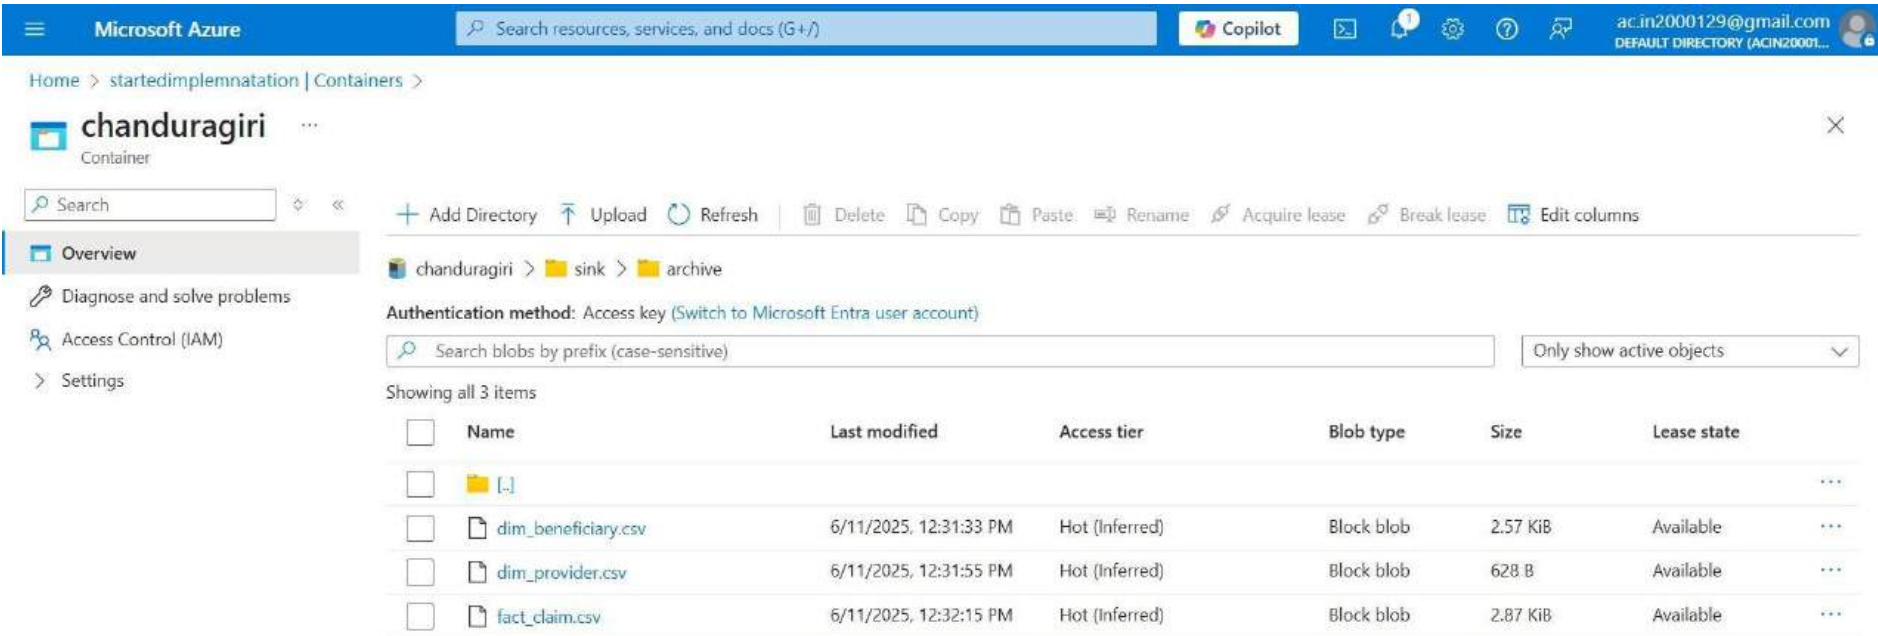 Microsoft Azure
Search resources, services, and docs (G+/)
Copilot
1
ac.in2000129@gmail.com
DEFAULT DIRECTORY (ACIN20001...
Home > startedimplemnatation | Containers >
chanduragiri ...
Container
Search
Overview
Diagnose and solve problems
Access Control (IAM)
Settings
Add Directory Upload Refresh Delete Copy Paste Rename Acquire lease Break lease Edit columns
chanduragiri > sink > archive
Authentication method: Access key (Switch to Microsoft Entra user account)
Search blobs by prefix (case-sensitive)
Only show active objects
Showing all 3 items
Name Last modified Access tier Blob type Size Lease state
[..] ...
dim_beneficiary.csv 6/11/2025, 12:31:33 PM Hot (Inferred) Block blob 2.57 KiB Available ...
dim_provider.csv 6/11/2025, 12:31:55 PM Hot (Inferred) Block blob 628 B Available ...
fact_claim.csv 6/11/2025, 12:32:15 PM Hot (Inferred) Block blob 2.87 KiB Available ...